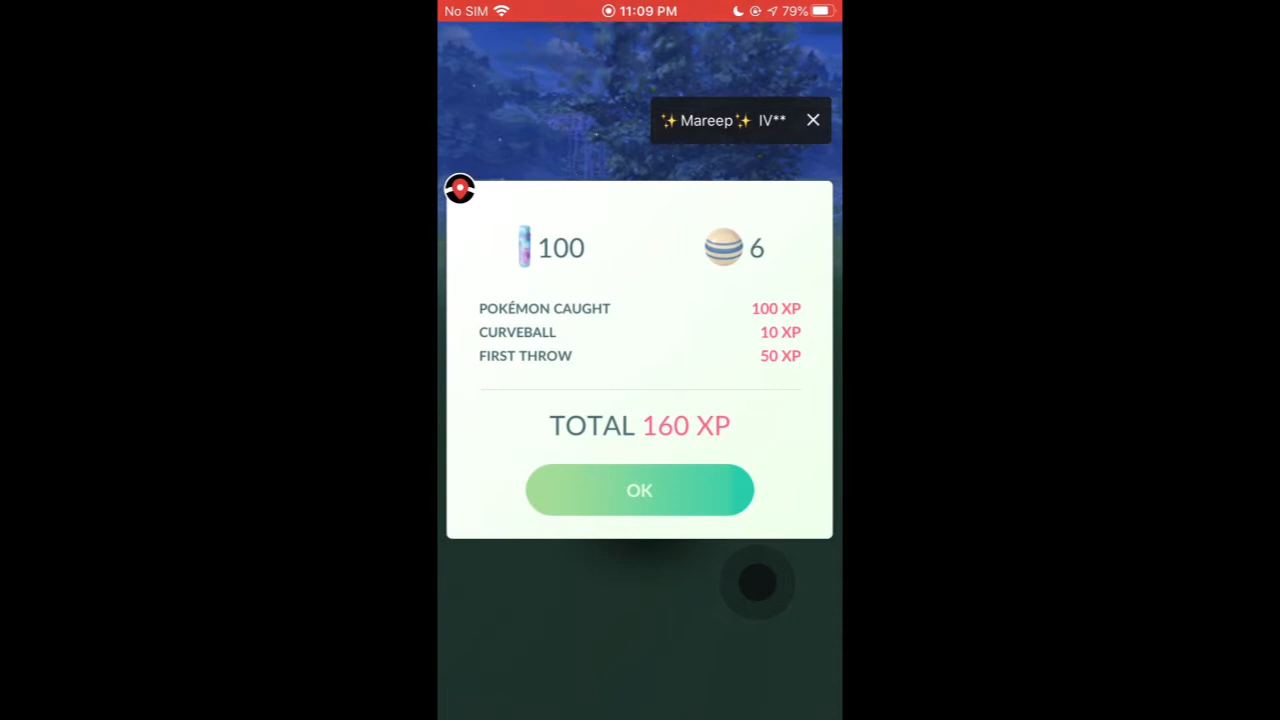 No SIM 11:09 PM 79%
✨Mareep✨ IV** X
100 6
POKÉMON CAUGHT 100 XP
CURVEBALL 10 XP
FIRST THROW 50 XP
TOTAL 160 XP
OK